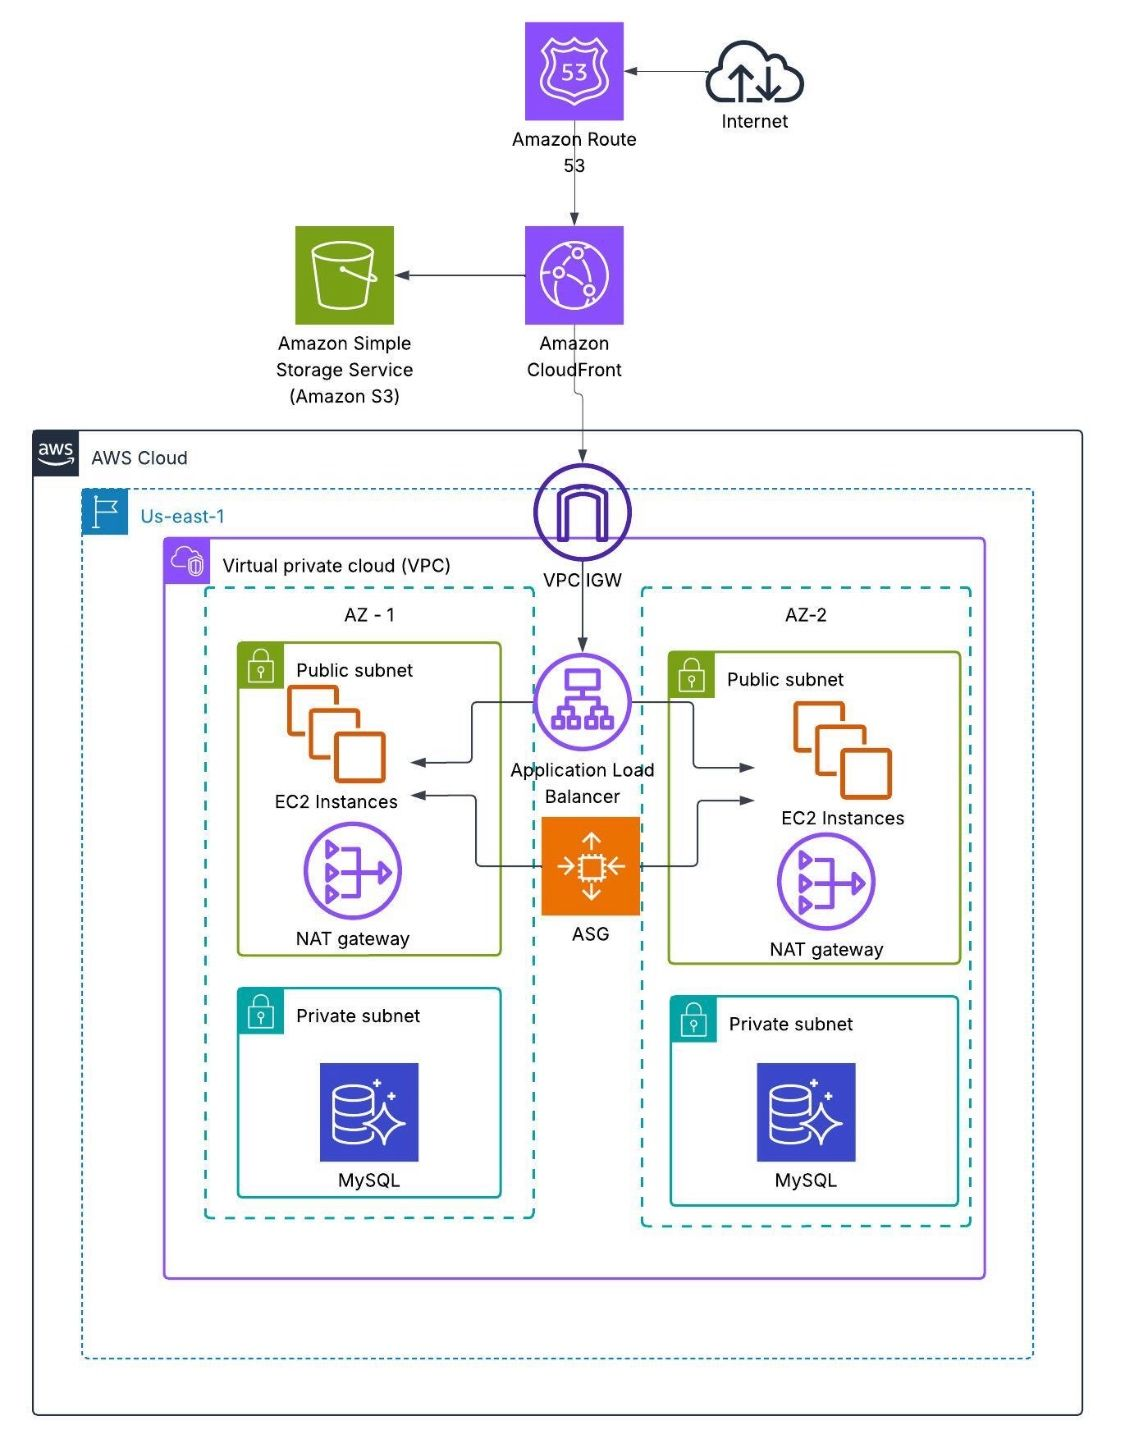 53
Internet
Amazon Route
53
Amazon Simple
Storage Service
(Amazon S3)
Amazon
CloudFront
aws
AWS Cloud
Us-east-1
Virtual private cloud (VPC)
VPC IGW
AZ - 1
AZ-2
Public subnet
Public subnet
Application Load
Balancer
EC2 Instances
EC2 Instances
ASG
NAT gateway
NAT gateway
Private subnet
Private subnet
MySQL
MySQL